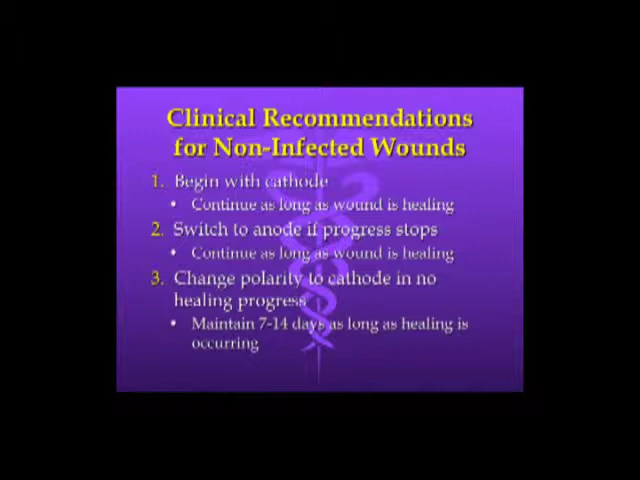 Clinical Recommendations
for Non-Infected Wounds
1. Begin with cathode
• Continue as long as wound is healing
2. Switch to anode if progress stops
• Continue as long as wound is healing
3. Change polarity to cathode in no
healing progress
• Maintain 7-14 days as long as healing is
occurring